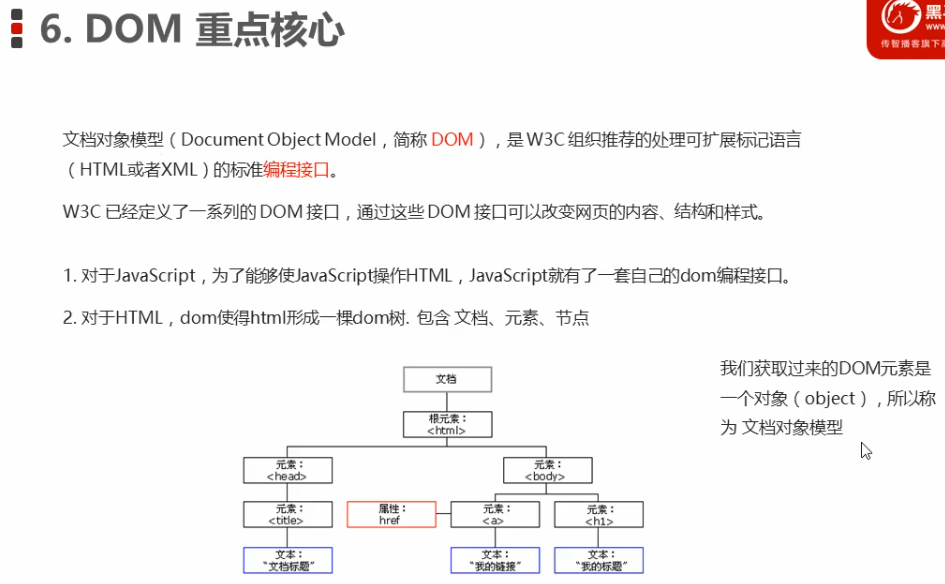 6. DOM 重点核心
传智播客旗下
文档对象模型（Document Object Model，简称 DOM），是 W3C 组织推荐的处理可扩展标记语言
（HTML或者XML）的标准编程接口。
W3C 已经定义了一系列的 DOM 接口，通过这些 DOM 接口可以改变网页的内容、结构和样式。
1. 对于JavaScript，为了能够使JavaScript操作HTML，JavaScript就有了一套自己的dom编程接口。
2. 对于HTML，dom使得html形成一棵dom树. 包含 文档、元素、节点
我们获取过来的DOM元素是
一个对象（object），所以称
为 文档对象模型
文档
根元素：
<html>
元素：
<head>
元素：
<body>
元素：
<title>
属性：
href
元素：
<a>
元素：
<h1>
文本：
"文档标题"
文本：
"我的链接"
文本：
"我的标题"